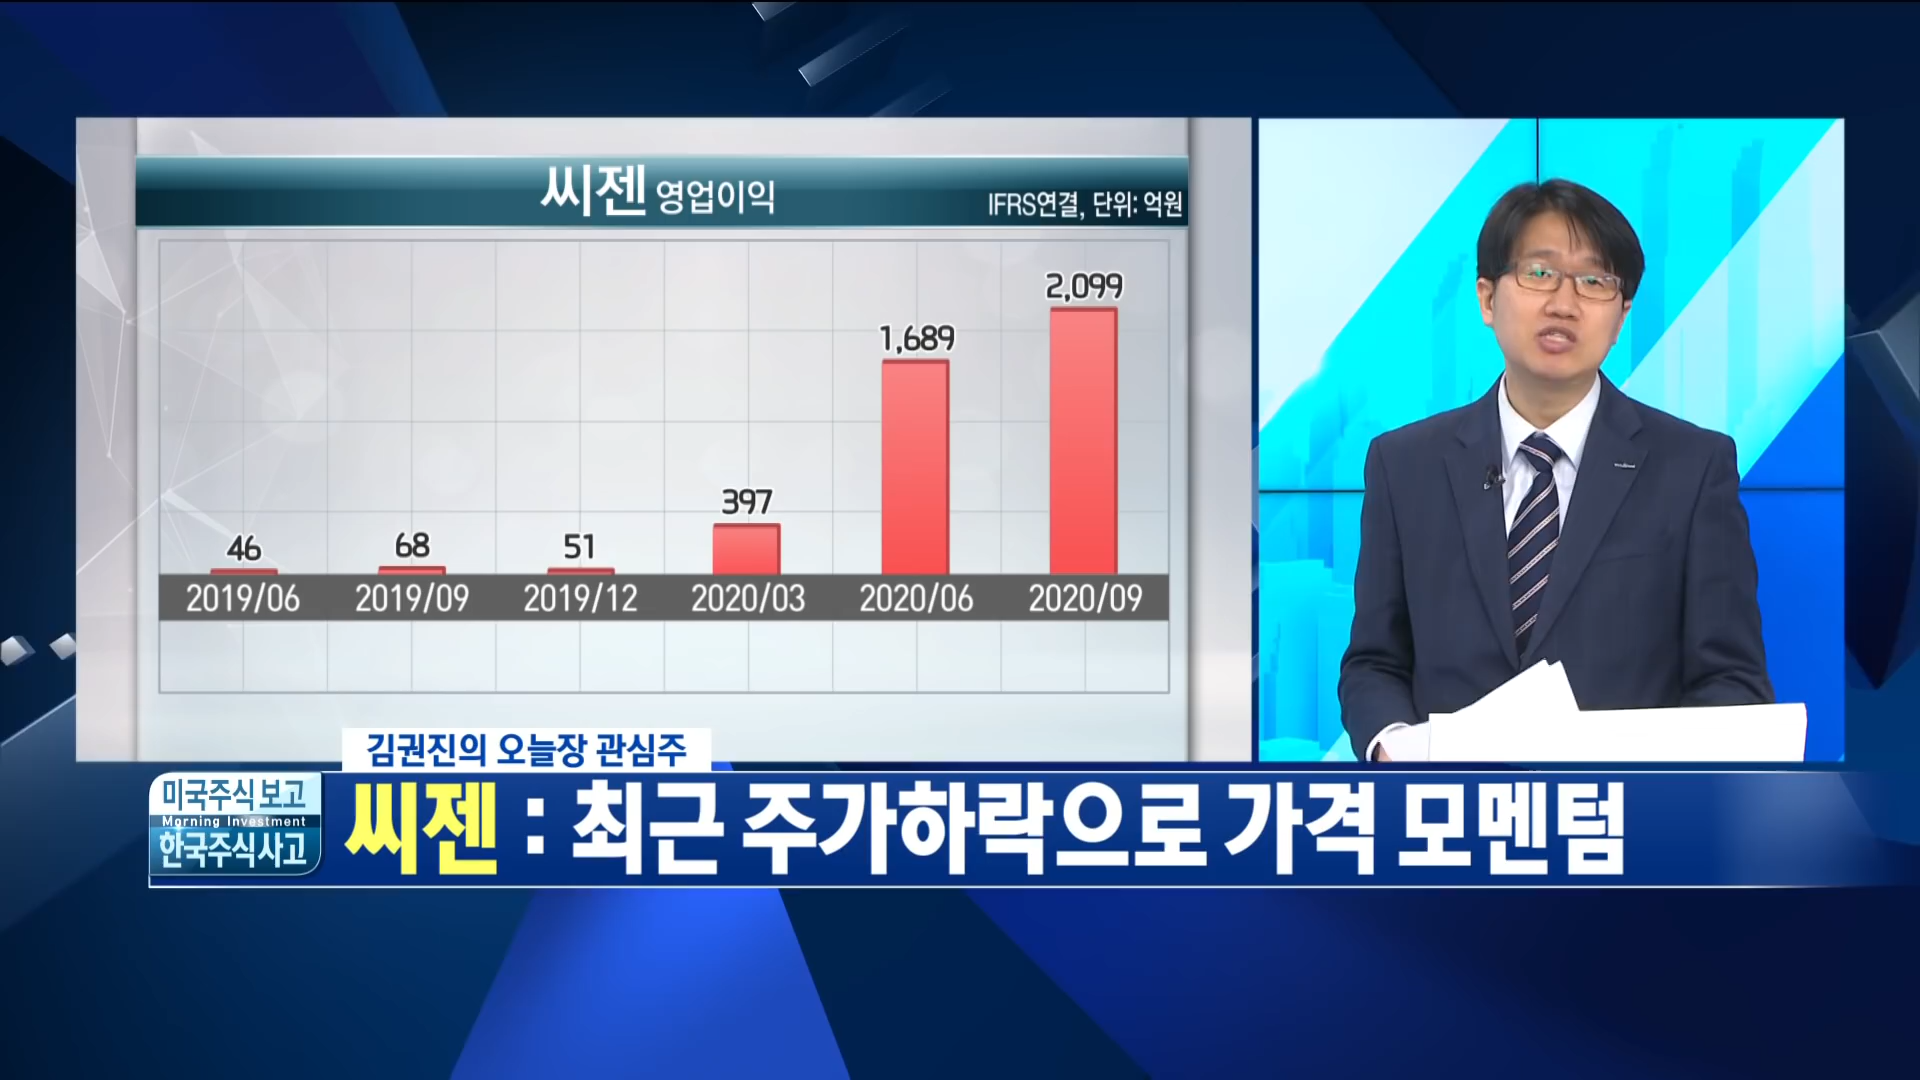 씨젠 영업이익
IFRS연결, 단위: 억원
2,099
1,689
397
46
68
51
2019/06
2019/09
2019/12
2020/03
2020/06
2020/09
김권진의 오늘장 관심주
미국주식 보고
Morning Investment
한국주식 사고
씨젠 : 최근 주가하락으로 가격 모멘텀